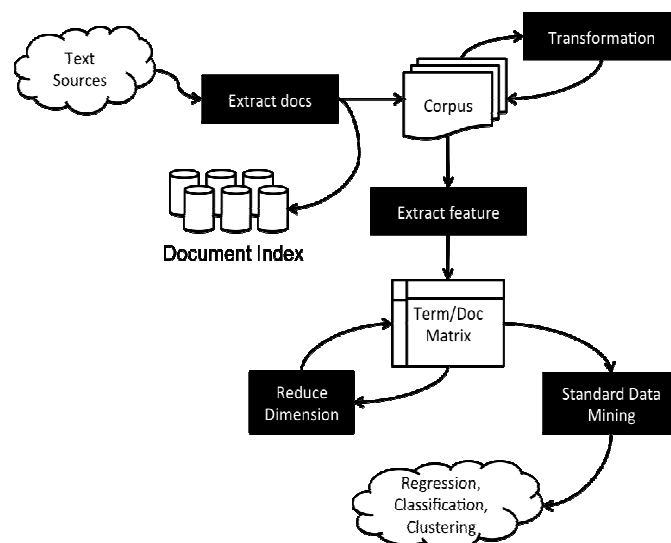 Text
Sources
Transformation
Extract docs
Corpus
Extract feature
Document Index
Term/Doc
Matrix
Reduce
Dimension
Standard Data
Mining
Regression,
Classification,
Clustering